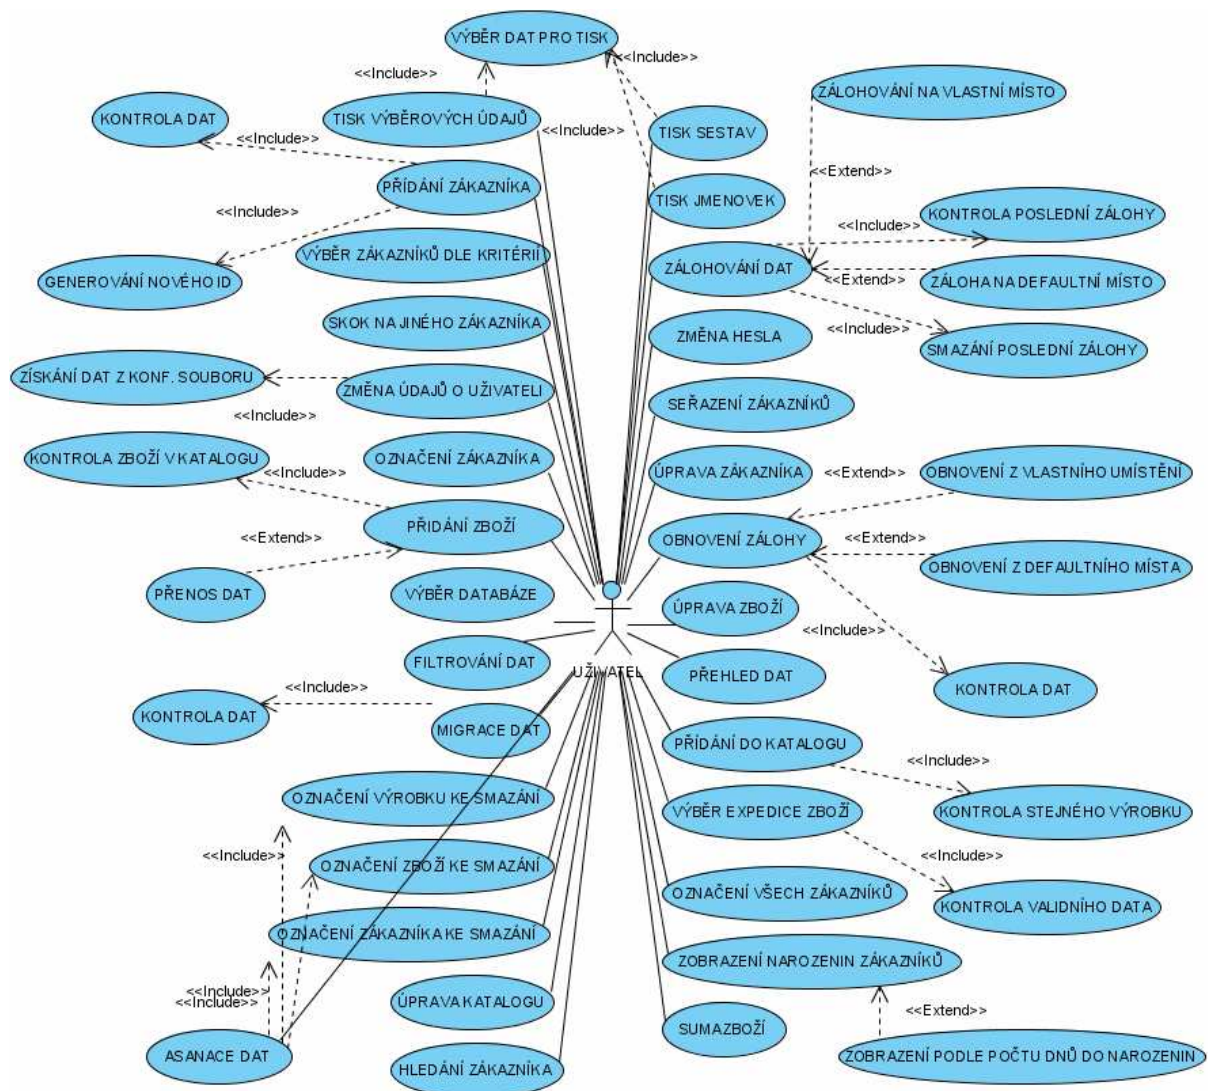 VÝBĚR DAT PRO TISK
<<Include>>
<<Include>>
ZÁLOHOVÁNÍ NA VLASTNÍ MÍSTO
KONTROLA DAT
TISK VÝBĚROVÝCH ÚDAJŮ
<<Include>>
TISK SESTAV
<<Include>>
<<Extend>>
PŘÍDÁNÍ ZÁKAZNÍKA
TISK JMENOVEK
<<Include>>
<<Include>>
KONTROLA POSLEDNÍ ZÁLOHY
VÝBĚR ZÁKAZNÍKŮ DLE KRITÉRIÍ
ZÁLOHOVÁNÍ DAT
GENEROVÁNÍ NOVÉHO ID
<<Extend>>
ZÁLOHA NA DEFAULTNÍ MÍSTO
SKOK NA JINÉHO ZÁKAZNÍKA
ZMĚNA HESLA
<<Include>>
SMAZÁNÍ POSLEDNÍ ZÁLOHY
ZÍSKÁNÍ DAT Z KONF. SOUBORU
ZMĚNA ÚDAJŮ O UŽIVATELI
SEŘAZENÍ ZÁKAZNÍKŮ
<<Include>>
KONTROLA ZBOŽÍ V KATALOGU
<<Include>>
OZNAČENÍ ZÁKAZNÍKA
ÚPRAVA ZÁKAZNÍKA
<<Extend>>
OBNOVENÍ Z VLASTNÍHO UMÍSTĚNÍ
PŘIDÁNÍ ZBOŽÍ
OBNOVENÍ ZÁLOHY
<<Extend>>
<<Extend>>
OBNOVENÍ Z DEFAULTNÍHO MÍSTA
PŘENOS DAT
VÝBĚR DATABÁZE
ÚPRAVA ZBOŽÍ
<<Include>>
FILTROVÁNÍ DAT
UŽIVATEL
PŘEHLED DAT
<<Include>>
KONTROLA DAT
KONTROLA DAT
MIGRACE DAT
PŘÍDÁNÍ DO KATALOGU
<<Include>>
OZNAČENÍ VÝROBKU KE SMAZÁNÍ
VÝBĚR EXPEDICE ZBOŽÍ
KONTROLA STEJNÉHO VÝROBKU
<<Include>>
<<Include>>
OZNAČENÍ ZBOŽÍ KE SMAZÁNÍ
OZNAČENÍ VŠECH ZÁKAZNÍKŮ
KONTROLA VALIDNÍHO DATA
OZNAČENÍ ZÁKAZNÍKA KE SMAZÁNÍ
ZOBRAZENÍ NAROZENIN ZÁKAZNÍKŮ
<<Include>>
<<Include>>
ÚPRAVA KATALOGU
<<Extend>>
SUMA ZBOŽÍ
ASANACE DAT
HLEDÁNÍ ZÁKAZNÍKA
ZOBRAZENÍ PODLE POČTU DNŮ DO NAROZENIN